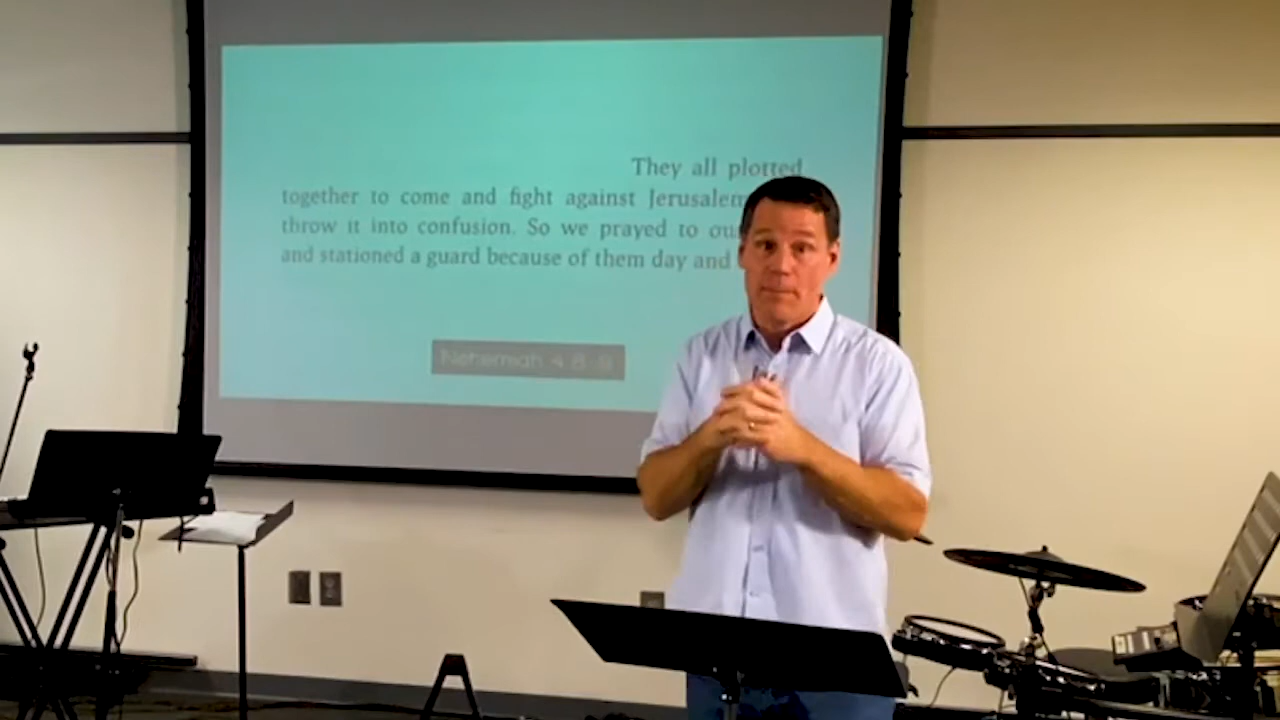 They all plotted
together to come and fight against Jerusalem
throw it into confusion. So we prayed to
and stationed a guard because of them day and
Nehemiah 4:8-9